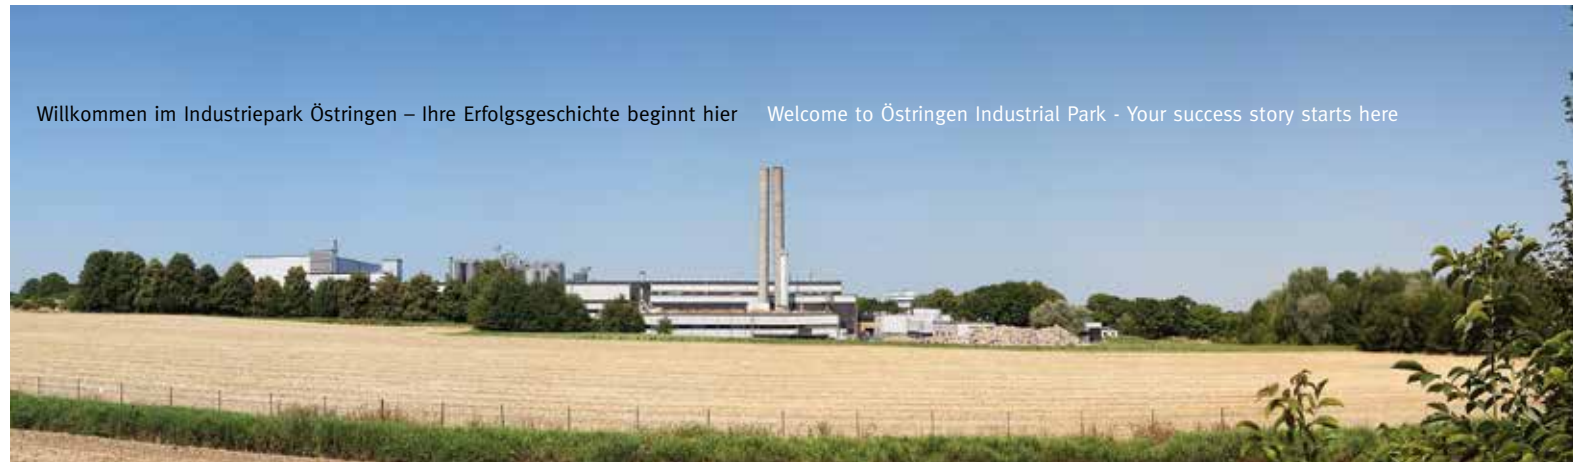 Willkommen im Industriepark Östringen – Ihre Erfolgsgeschichte beginnt hier
Welcome to Östringen Industrial Park - Your success story starts here